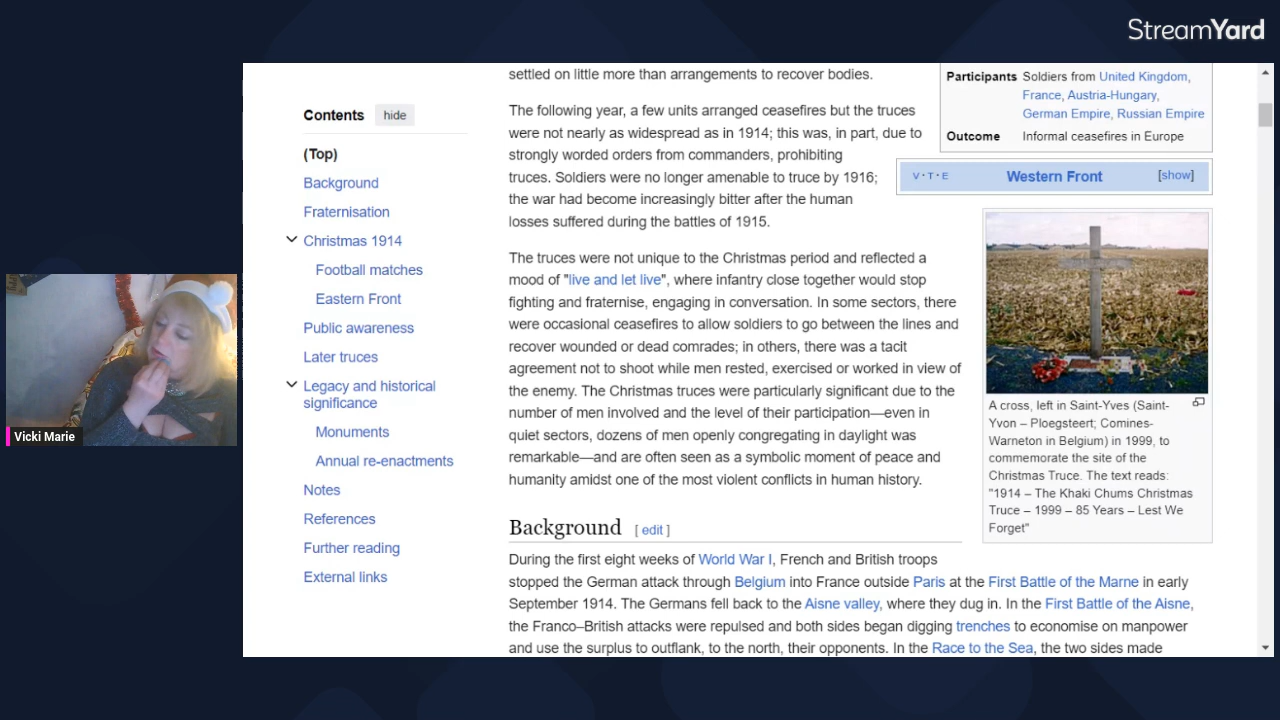 StreamYard
settled on little more than arrangements to recover bodies.
The following year, a few units arranged ceasefires but the truces
were not nearly as widespread as in 1914; this was, in part, due to
strongly worded orders from commanders, prohibiting
truces. Soldiers were no longer amenable to truce by 1916;
the war had become increasingly bitter after the human
losses suffered during the battles of 1915.
The truces were not unique to the Christmas period and reflected a
mood of "live and let live", where infantry close together would stop
fighting and fraternise, engaging in conversation. In some sectors, there
were occasional ceasefires to allow soldiers to go between the lines and
recover wounded or dead comrades; in others, there was a tacit
agreement not to shoot while men rested, exercised or worked in view of
the enemy. The Christmas truces were particularly significant due to the
number of men involved and the level of their participation—even in
quiet sectors, dozens of men openly congregating in daylight was
remarkable—and are often seen as a symbolic moment of peace and
humanity amidst one of the most violent conflicts in human history.
Background [ edit ]
During the first eight weeks of World War I, French and British troops
stopped the German attack through Belgium into France outside Paris at the First Battle of the Marne in early
September 1914. The Germans fell back to the Aisne valley, where they dug in. In the First Battle of the Aisne,
the Franco–British attacks were repulsed and both sides began digging trenches to economise on manpower
and use the surplus to outflank, to the north, their opponents. In the Race to the Sea, the two sides made
Contents hide
(Top)
Background
Fraternisation
Christmas 1914
Football matches
Eastern Front
Public awareness
Later truces
Legacy and historical
significance
Monuments
Annual re-enactments
Notes
References
Further reading
External links
Participants Soldiers from United Kingdom,
France, Austria-Hungary,
German Empire, Russian Empire
Outcome Informal ceasefires in Europe
V·T·E Western Front [show]
A cross, left in Saint-Yves (Saint-
Yvon – Ploegsteert; Comines-
Warneton in Belgium) in 1999, to
commemorate the site of the
Christmas Truce. The text reads:
"1914 – The Khaki Chums Christmas
Truce – 1999 – 85 Years – Lest We
Forget"
Vicki Marie